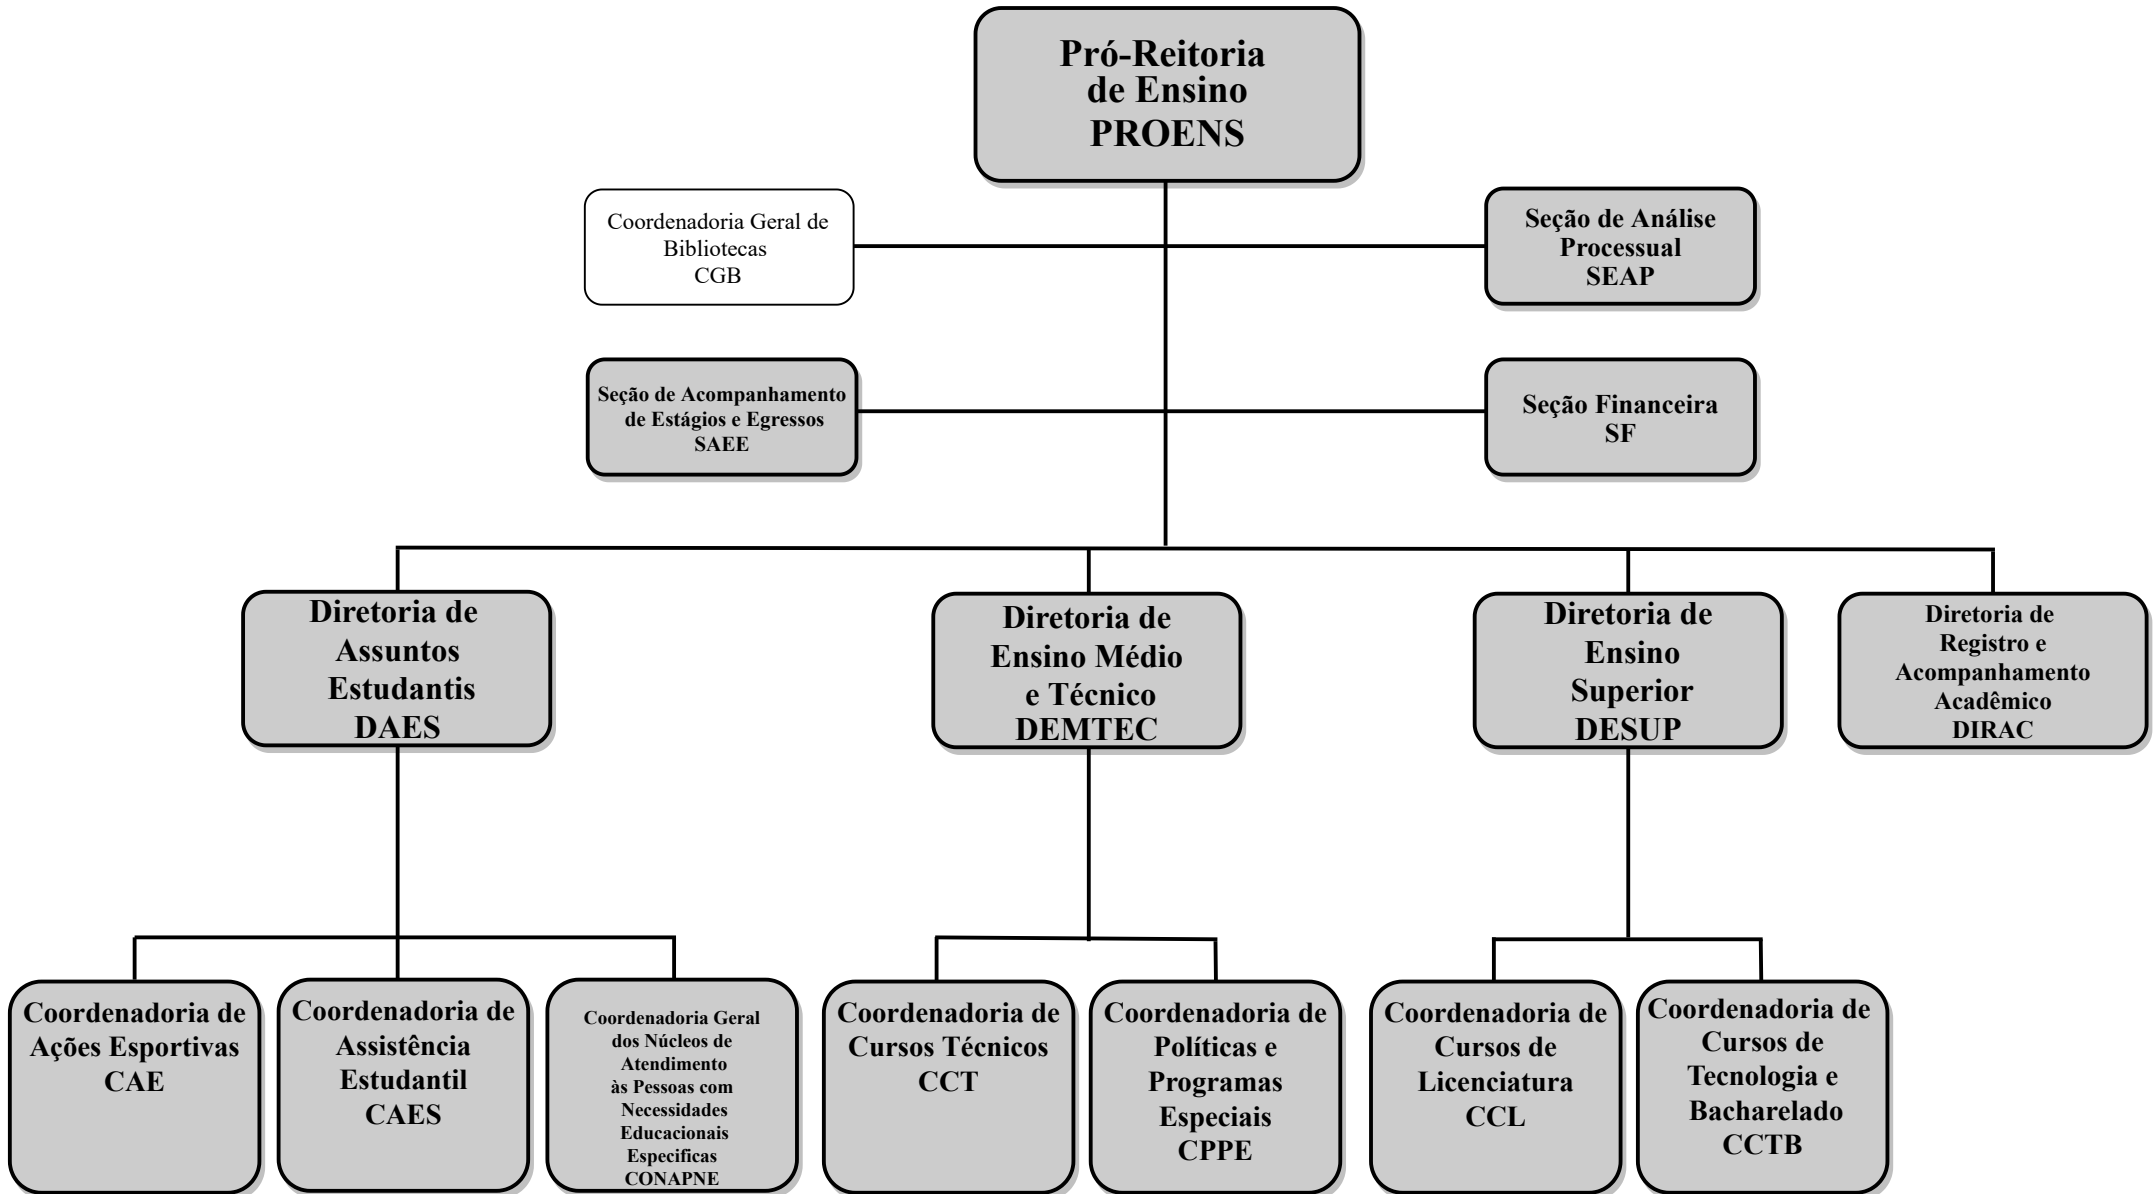 Pró-Reitoria
de Ensino
PROENS
Coordenadoria Geral de
Bibliotecas
CGB
Seção de Análise
Processual
SEAP
Seção de Acompanhamento
de Estágios e Egressos
SAEE
Seção Financeira
SF
Diretoria de
Assuntos
Estudantis
DAES
Diretoria de
Ensino Médio
e Técnico
DEMTEC
Diretoria de
Ensino
Superior
DESUP
Diretoria de
Registro e
Acompanhamento
Acadêmico
DIRAC
Coordenadoria de
Ações Esportivas
CAE
Coordenadoria de
Assistência
Estudantil
CAES
Coordenadoria Geral
dos Núcleos de
Atendimento
às Pessoas com
Necessidades
Educacionais
Especificas
CONAPNE
Coordenadoria de
Cursos Técnicos
CCT
Coordenadoria de
Políticas e
Programas
Especiais
CPPE
Coordenadoria de
Cursos de
Licenciatura
CCL
Coordenadoria de
Cursos de
Tecnologia e
Bacharelado
CCTB